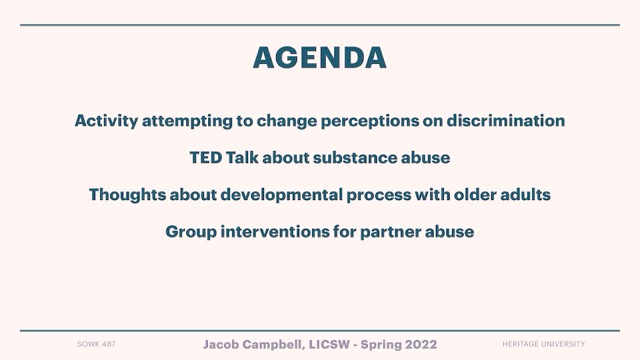 AGENDA
Activity attempting to change perceptions on discrimination
TED Talk about substance abuse
Thoughts about developmental process with older adults
Group interventions for partner abuse
SOWK 487
Jacob Campbell, LICSW - Spring 2022
HERITAGE UNIVERSITY